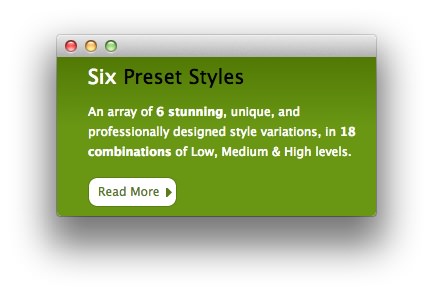 Six Preset Styles
An array of 6 stunning, unique, and
professionally designed style variations, in 18
combinations of Low, Medium & High levels.
Read More